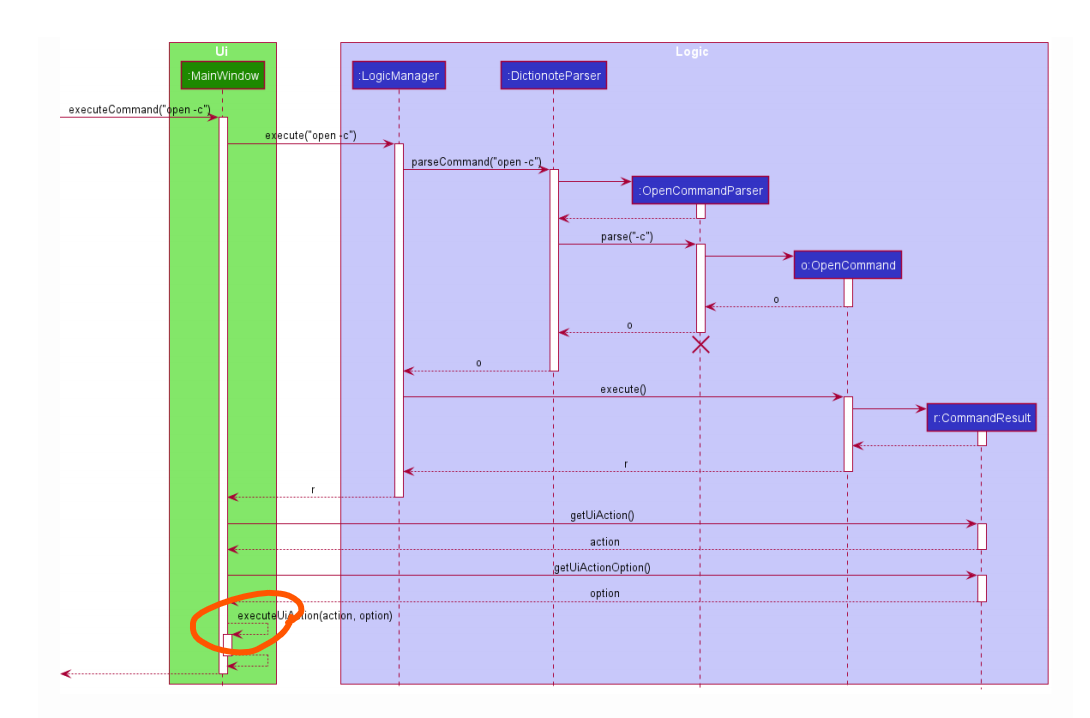 Ui
Logic
:MainWindow
:LogicManager
:DictionoteParser
executeCommand("open -c")
execute("open -c")
parseCommand("open -c")
:OpenCommandParser
parse("-c")
o:OpenCommand
o
o
o
execute()
r:CommandResult
r
r
getUiAction()
action
getUiActionOption()
option
executeUiAction(action, option)